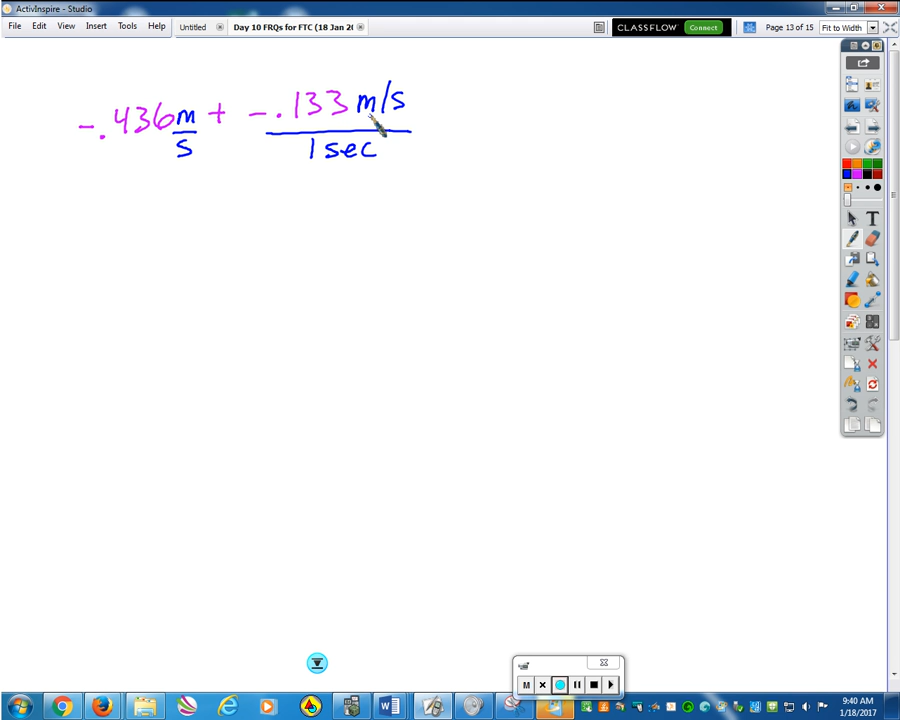 ActivInspire - Studio
File Edit View Insert Tools Help
Untitled
Day 10 FRQs for FTC (18 Jan 2(
CLASSFLOW
Connect
Page 13 of 15
Fit to Width
-.436 m/s + -.133 m/s
1 sec
T
M
9:40 AM
1/18/2017